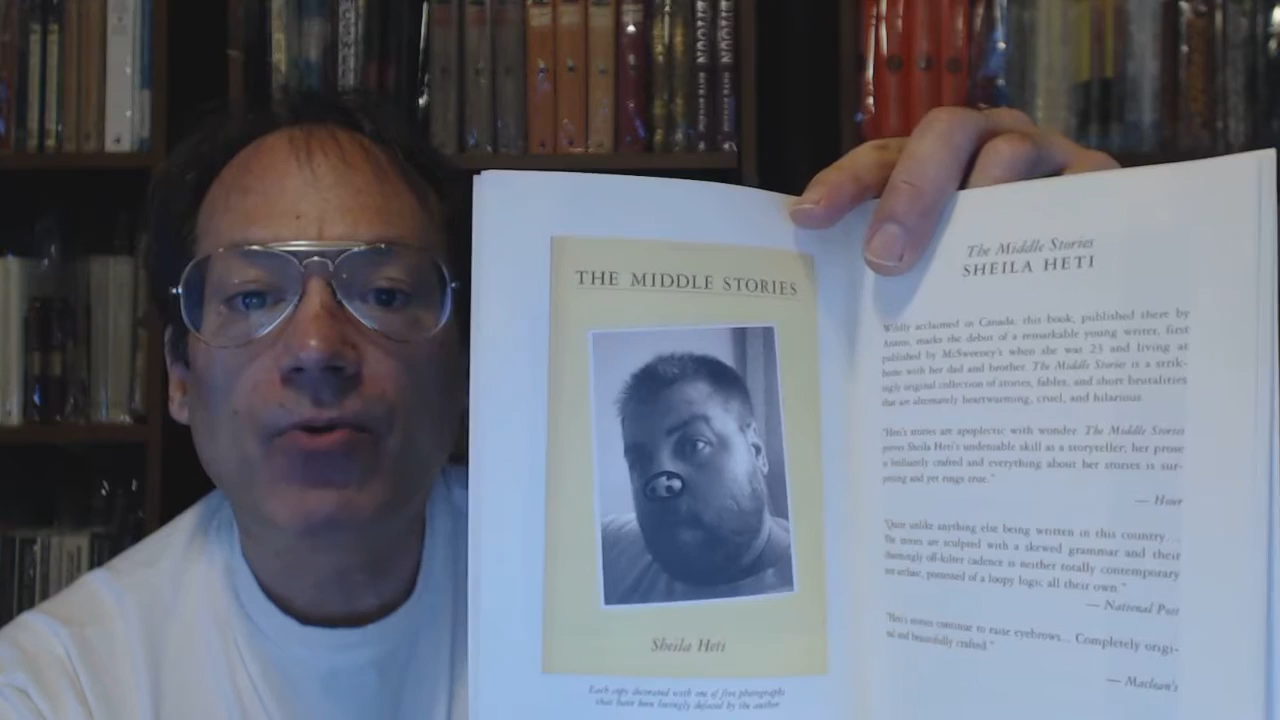 THE MIDDLE STORIES
Sheila Heti
Each copy decorated with one of five photographs
that have been lovingly defaced by the author.
The Middle Stories
SHEILA HETI
Wildly acclaimed in Canada, this book, published there by
Anansi, marks the debut of a remarkable young writer, first
published by McSweeney's when she was 23 and living at
home with her dad and brother. The Middle Stories is a strik-
ingly original collection of stories, fables, and short brutalities
that are alternately heartwarming, cruel, and hilarious
"Heti's stories are apoplectic with wonder. The Middle Stories
proves Sheila Heti's undeniable skill as a storyteller; her prose
is brilliantly crafted and everything about her stories is sur-
prising and yet rings true."
— Hour
"Quite unlike anything else being written in this country...
The stories are sculpted with a skewed grammar and their
charmingly off-kilter cadence is neither totally contemporary
nor archaic, possessed of a loopy logic all their own."
— National Post
"Heti's stories continue to raise eyebrows... Completely origi-
nal and beautifully crafted."
— Maclean's